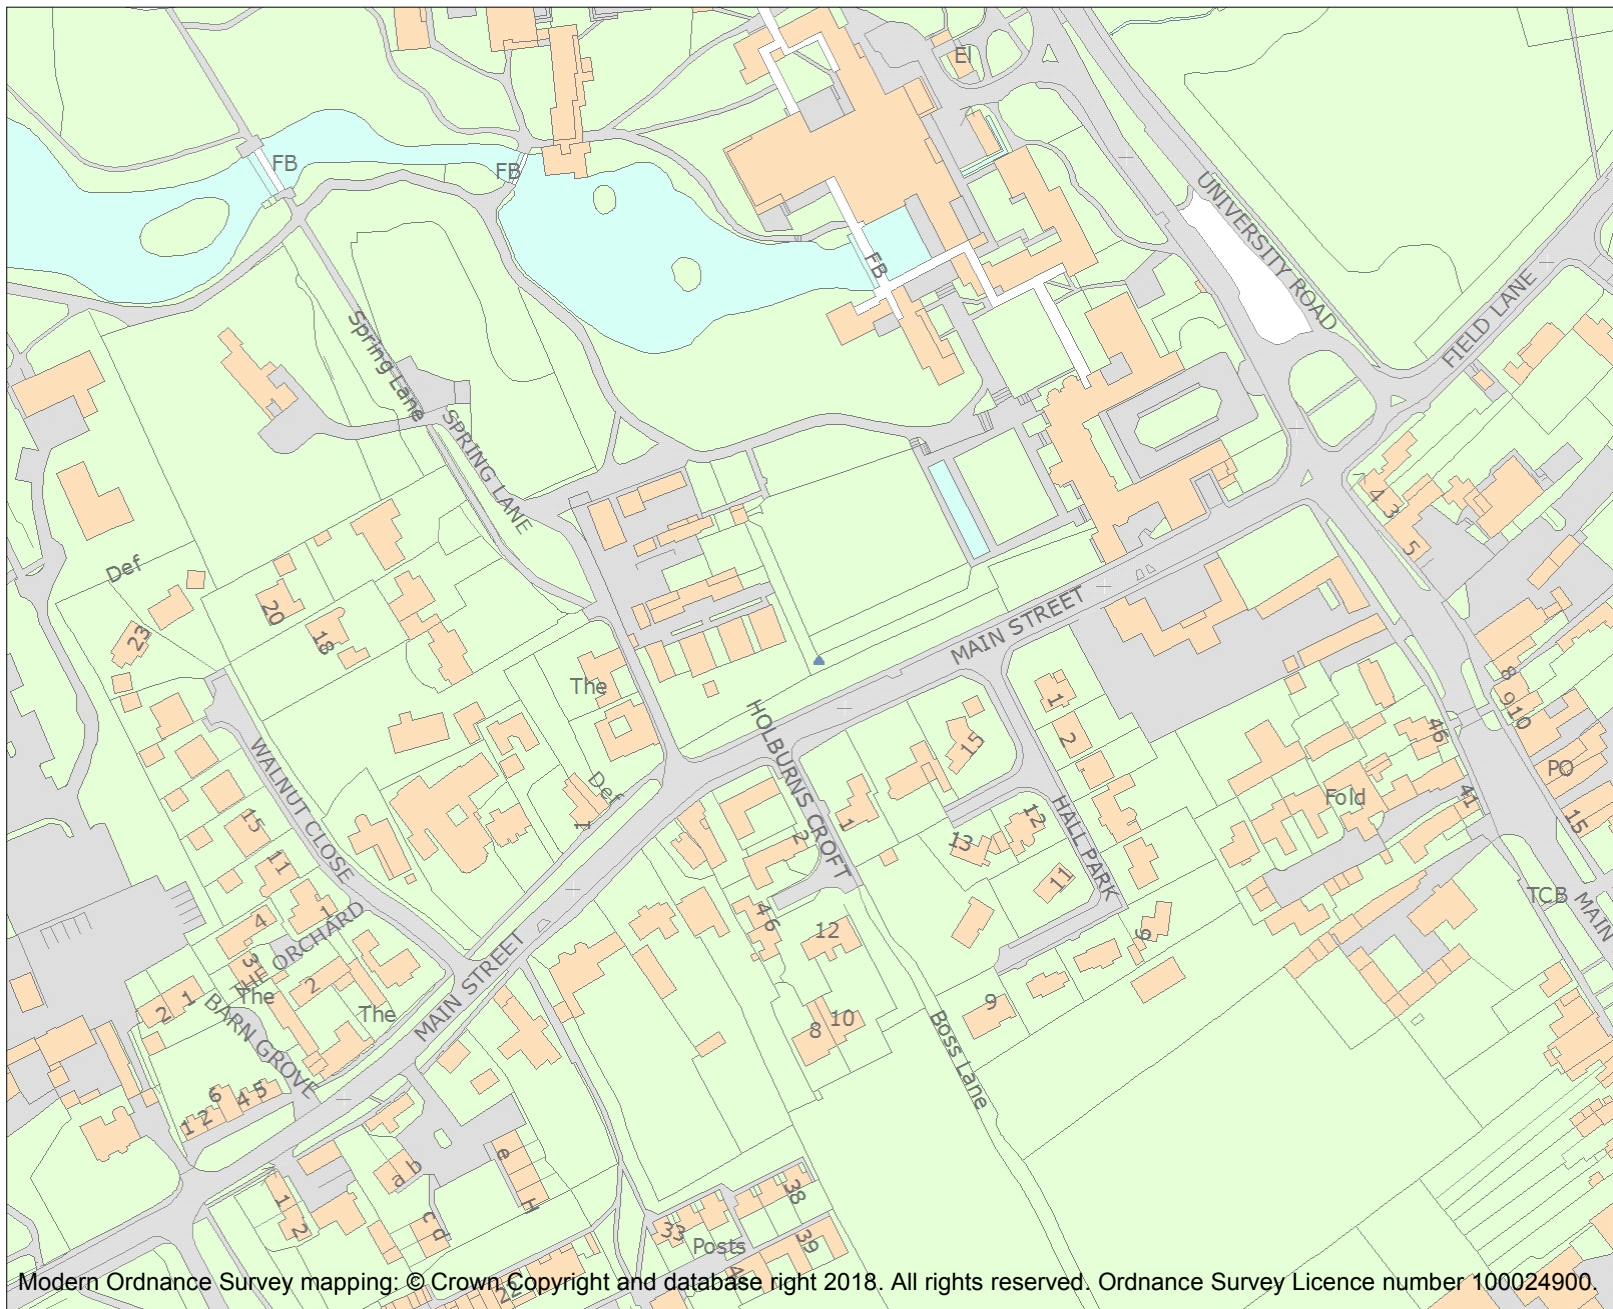 El
FB
FB
UNIVERSITY ROAD
FB
FIELD LANE
Spring Lane
SPRING LANE
4
3
5
Def
20
18
23
MAIN STREET
The
1
2
8
9
10
46
HOLBURNS CROFT
15
WALNUT CLOSE
PO
Def
1
Fold
41
15
HALL PARK
12
13
1
2
15
11
11
TCB
MAIN
4
1
THE ORCHARD
3
4
6
12
9
MAIN STREET
2
The
The
2
1
BARN GROVE
9
8
10
Boss Lane
6
1
2
4
5
a
b
e
H
c
d
1
2
38
33
Posts
39
22
Modern Ordnance Survey mapping: © Crown Copyright and database right 2018. All rights reserved. Ordnance Survey Licence number 100024900.